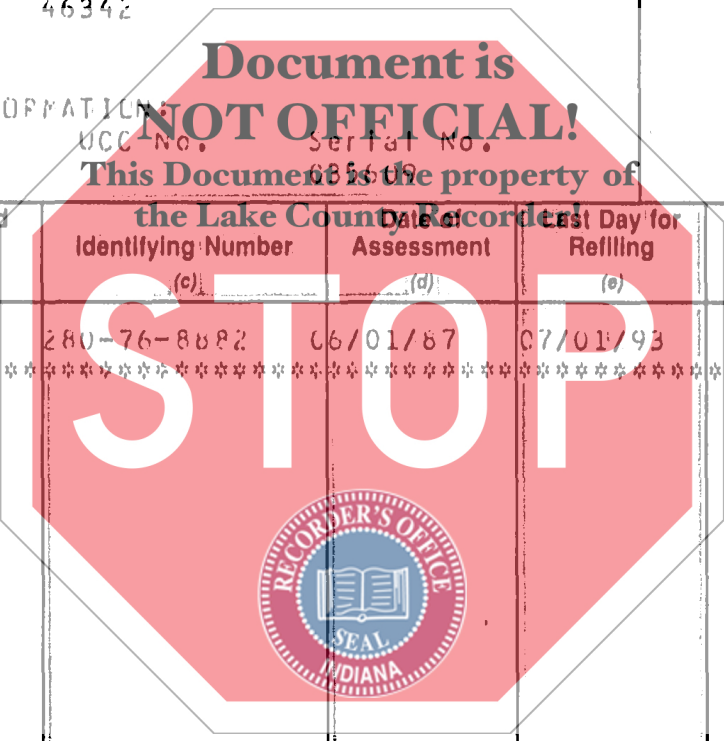 46342
Document is
ORMATION:
NOT OFFICIAL!
UCC No. Serial No.
This Document is the property of
the Lake County Recorder!
Identifying Number
(c)
Date of
Assessment
(d)
Last Day for
Refiling
(e)
06/01/87 07/01/93
**************************************
STOP
RECORDER'S OFFICE
SEAL
INDIANA